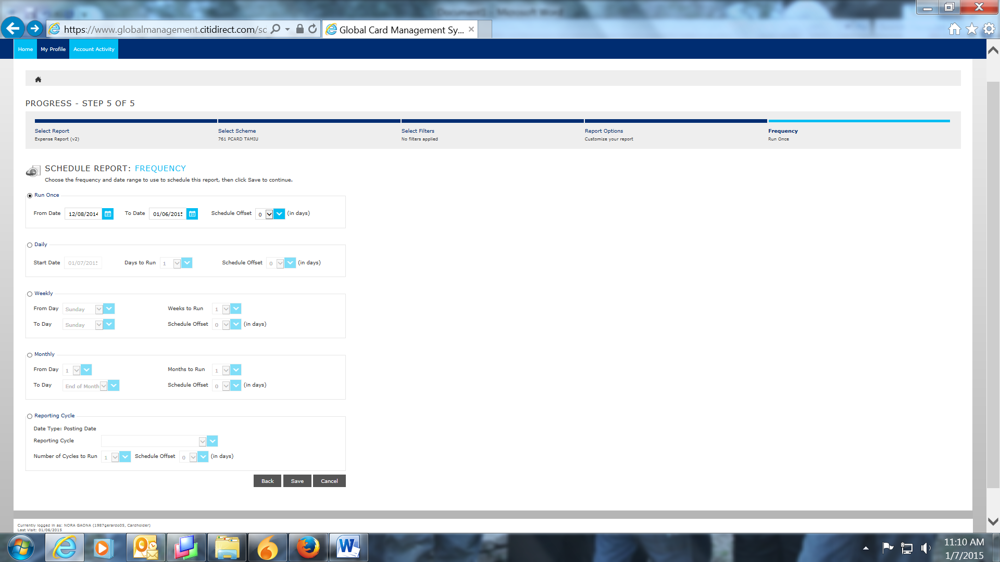 Document1 - Microsoft Word
https://www.globalmanagement.citidirect.com/sc
Global Card Management Sy...
Home My Profile Account Activity
PROGRESS - STEP 5 OF 5
Select Report Select Scheme Select Filters Report Options Frequency
Expense Report (v2) 761 PCARD TAMIU No filters applied Customize your report Run Once
SCHEDULE REPORT: FREQUENCY
Choose the frequency and date range to use to schedule this report, then click Save to continue.
Run Once
From Date 12/08/2014 To Date 01/06/2015 Schedule Offset 0 (in days)
Daily
Start Date 01/07/2015 Days to Run 1 Schedule Offset 0 (in days)
Weekly
From Day Sunday Weeks to Run 1
To Day Sunday Schedule Offset 0 (in days)
Monthly
From Day 1 Months to Run 1
To Day End of Month Schedule Offset 0 (in days)
Reporting Cycle
Date Type: Posting Date
Reporting Cycle
Number of Cycles to Run 1 Schedule Offset 0 (in days)
Back Save Cancel
Currently logged in as: NORA GAONA (1987gerardo05, Cardholder)
Last Visit: 01/06/2015
11:10 AM
1/7/2015